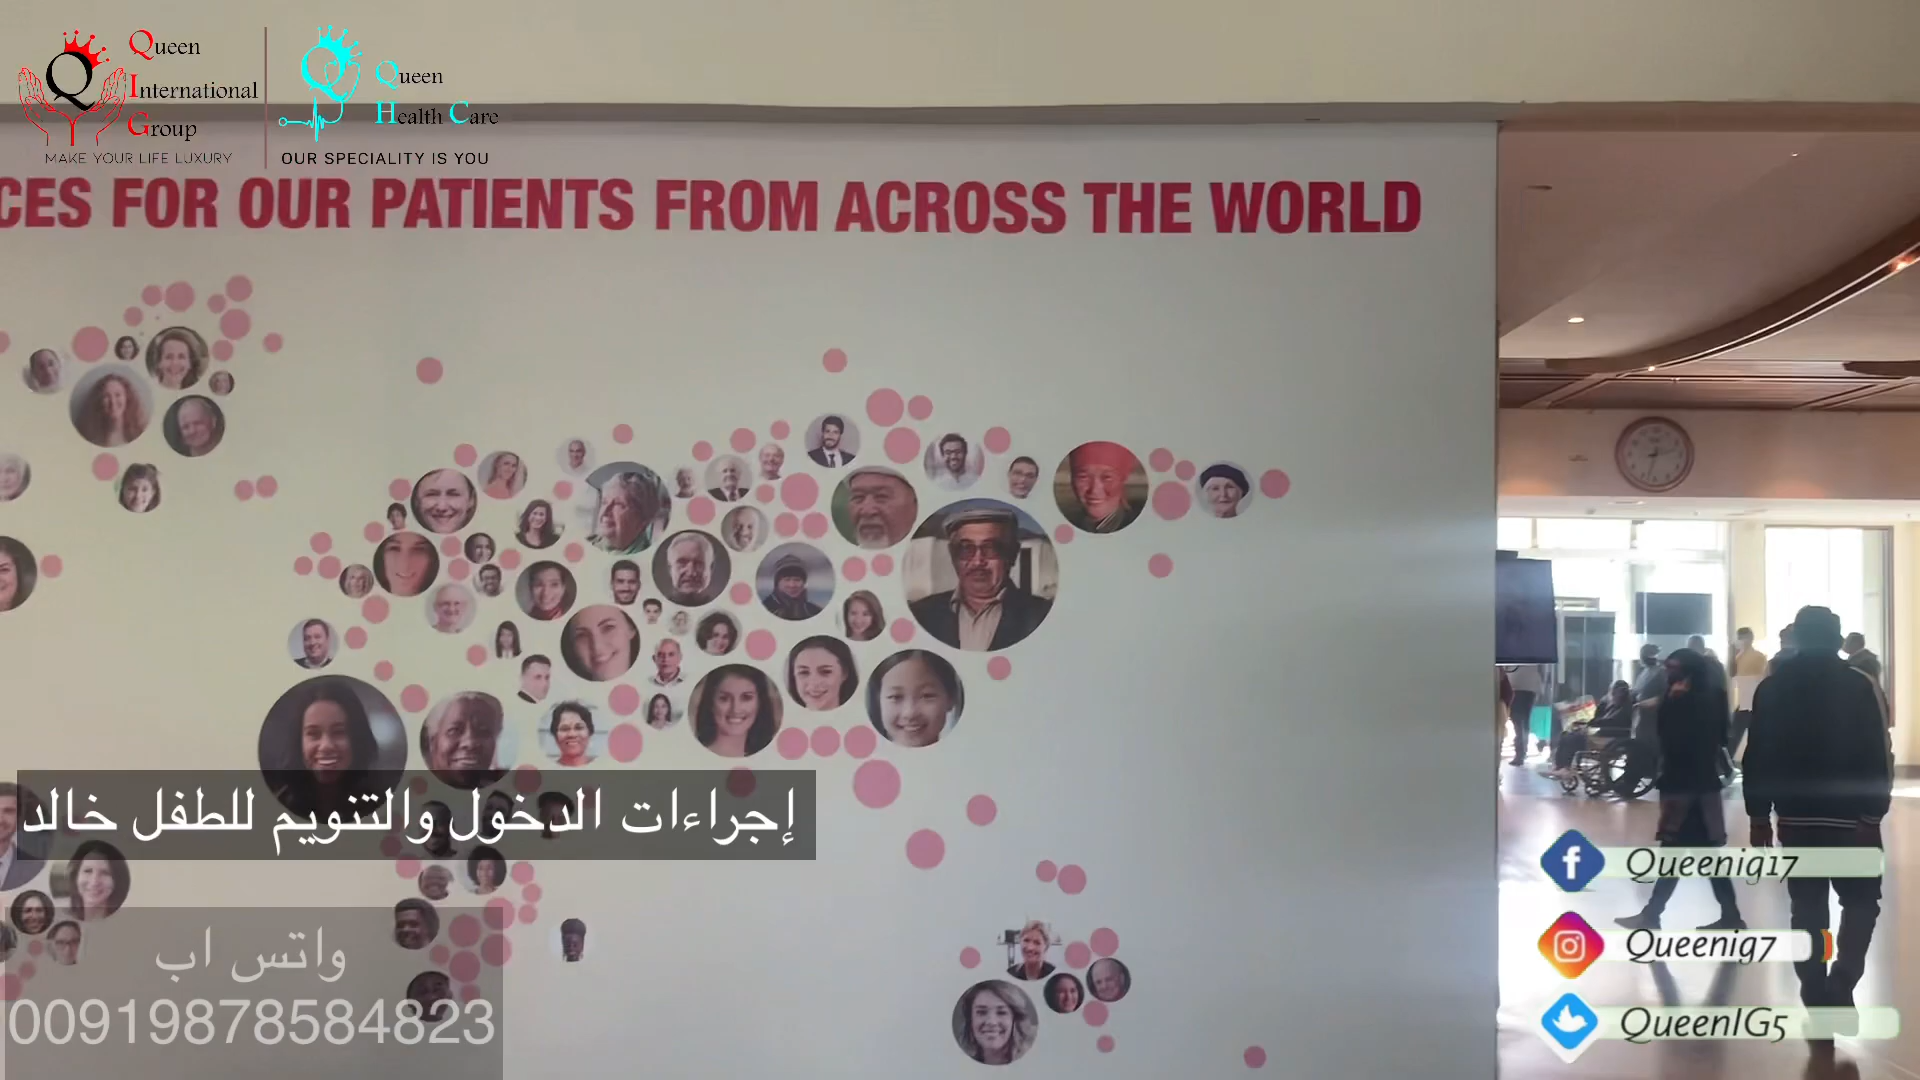 Queen
International
Group
MAKE YOUR LIFE LUXURY
Queen
Health Care
OUR SPECIALITY IS YOU
CES FOR OUR PATIENTS FROM ACROSS THE WORLD
إجراءات الدخول والتنويم للطفل خالد
واتس اب
00919878584823
Queenig17
Queenig7
QueenIG5